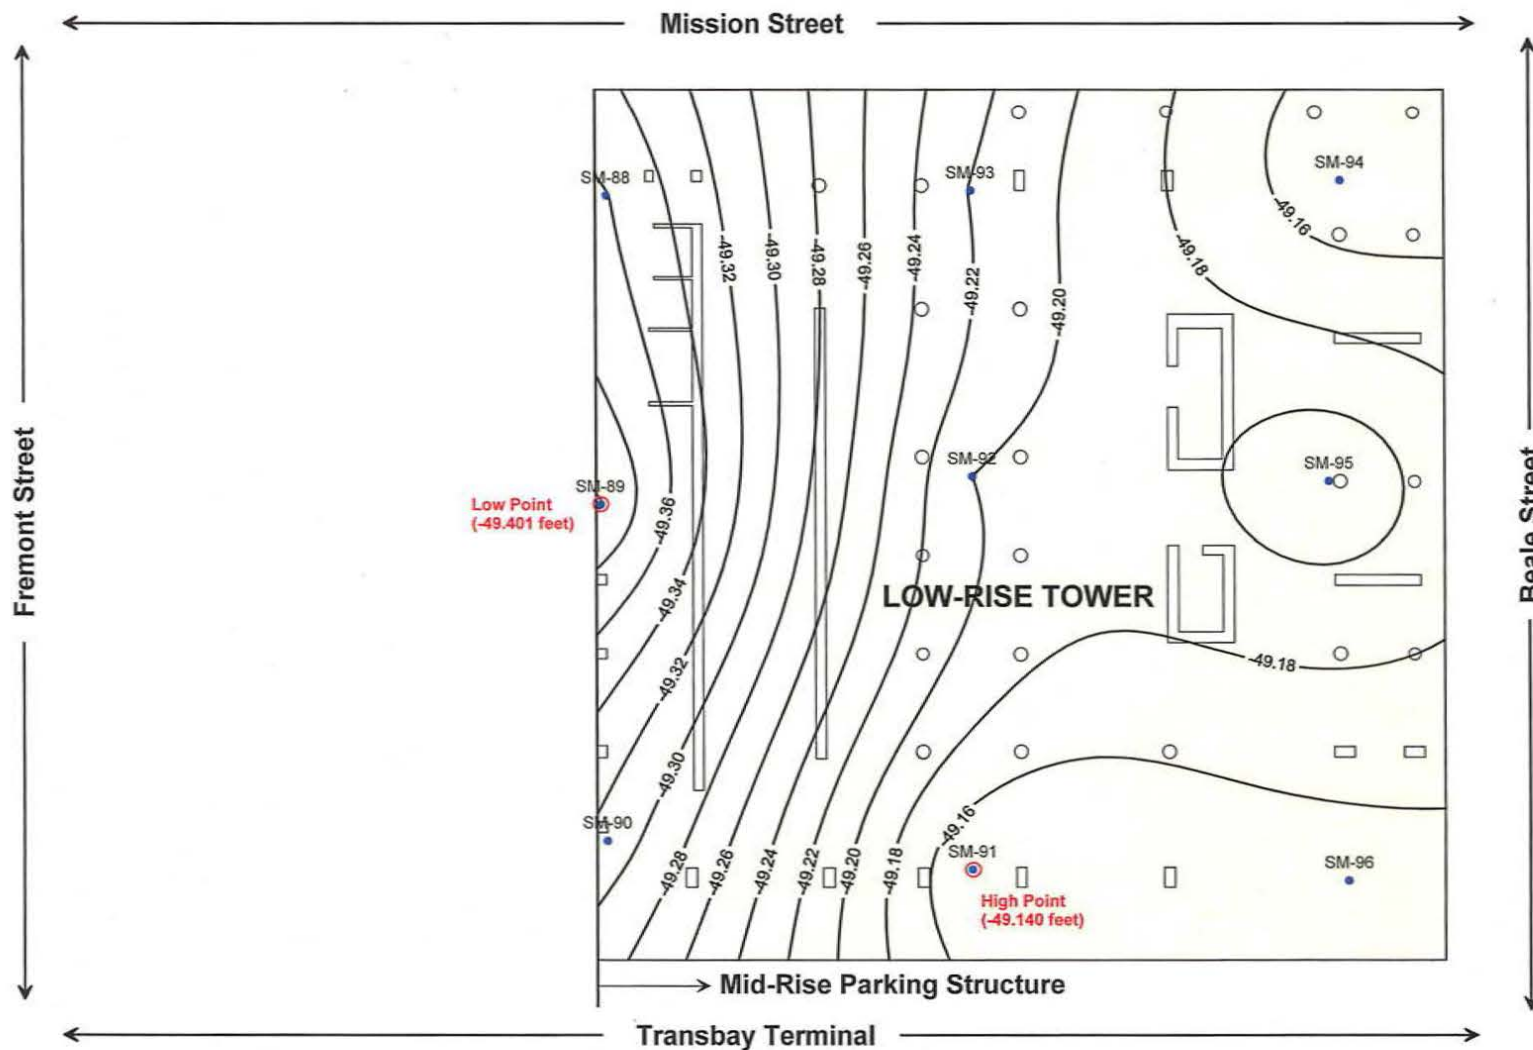 Mission Street
Fremont Street
Beale Street
SM-88
SM-93
SM-94
-49.32
-49.30
-49.28
-49.26
-49.24
-49.22
-49.20
-49.18
-49.16
SM-89
SM-92
SM-95
Low Point
(-49.401 feet)
-49.36
-49.34
-49.32
-49.30
LOW-RISE TOWER
-49.18
SM-90
-49.28
-49.26
-49.24
-49.22
-49.20
-49.18
-49.16
SM-91
SM-96
High Point
(-49.140 feet)
Mid-Rise Parking Structure
Transbay Terminal